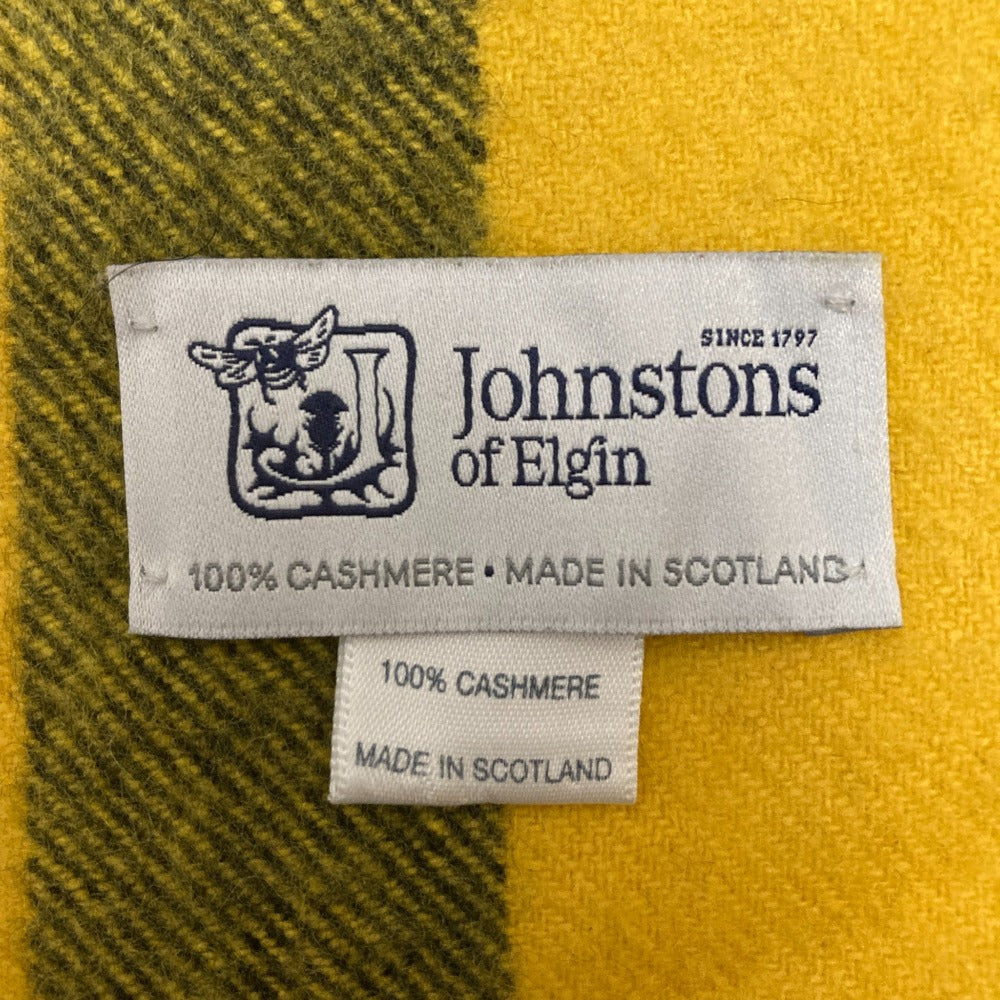 SINCE 1797
Johnstons
of Elgin
100% CASHMERE • MADE IN SCOTLAND
100% CASHMERE
MADE IN SCOTLAND